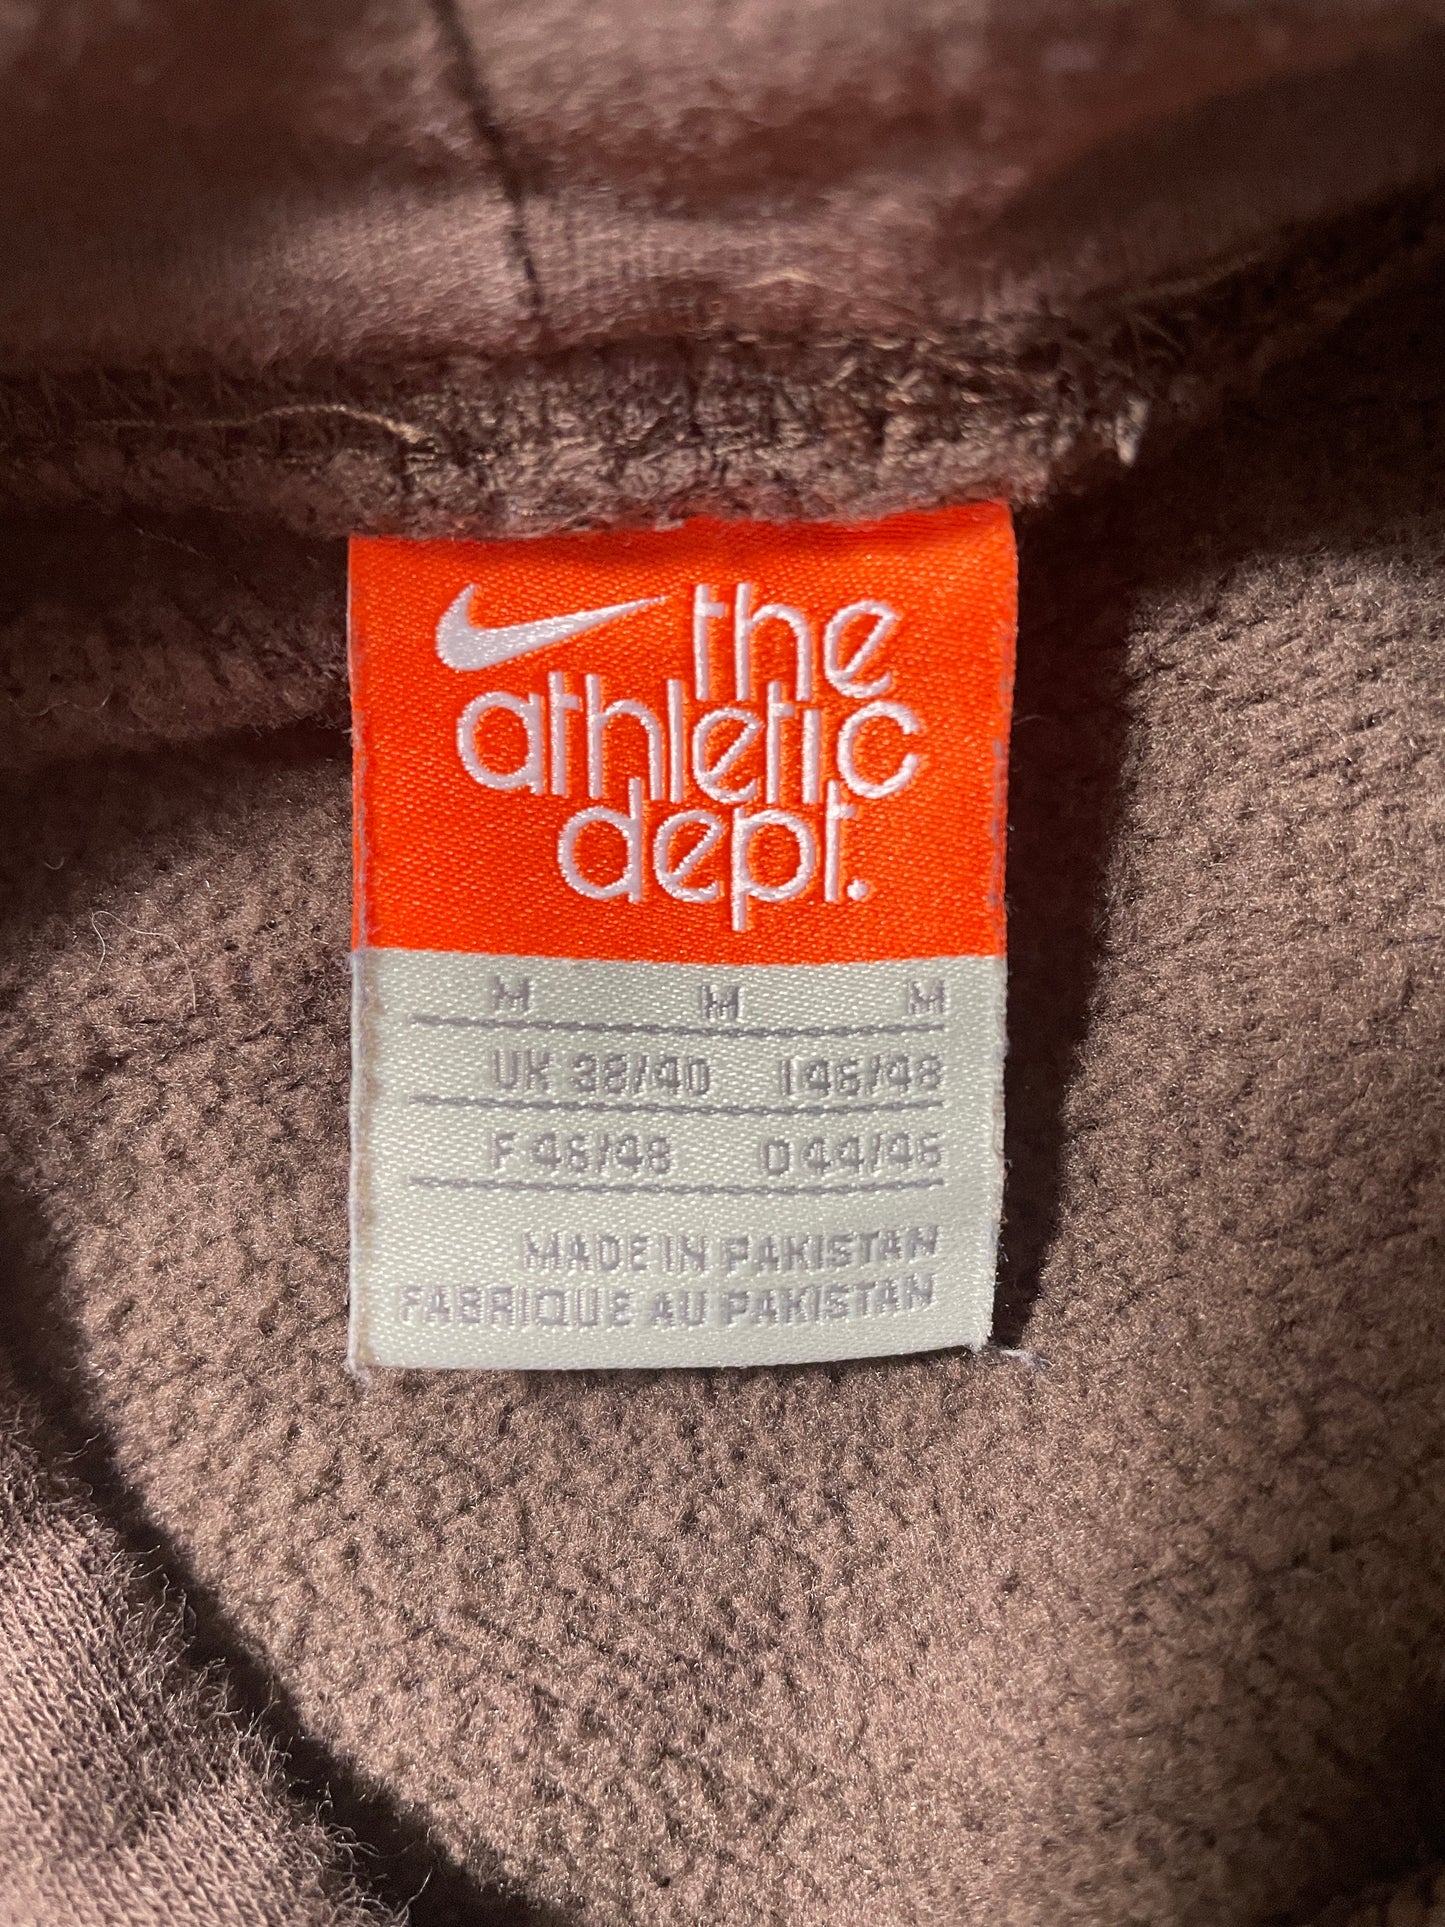 the
athletic
dept.
M M M
UK 38/40 I 46/48
F 46/48 D 44/46
MADE IN PAKISTAN
FABRIQUE AU PAKISTAN